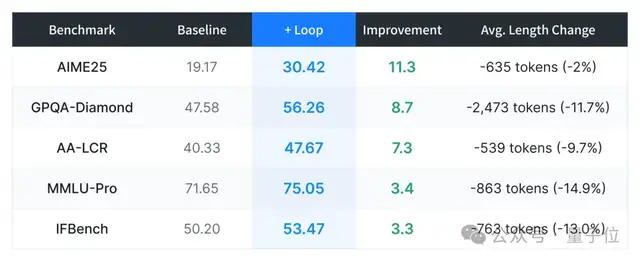 Benchmark Baseline + Loop Improvement Avg. Length Change
AIME25 19.17 30.42 11.3 -635 tokens (-2%)
GPQA-Diamond 47.58 56.26 8.7 -2,473 tokens (-11.7%)
AA-LCR 40.33 47.67 7.3 -539 tokens (-9.7%)
MMLU-Pro 71.65 75.05 3.4 -863 tokens (-14.9%)
IFBench 50.20 53.47 3.3 -763 tokens (-13.0%)
公众号 · 量子位